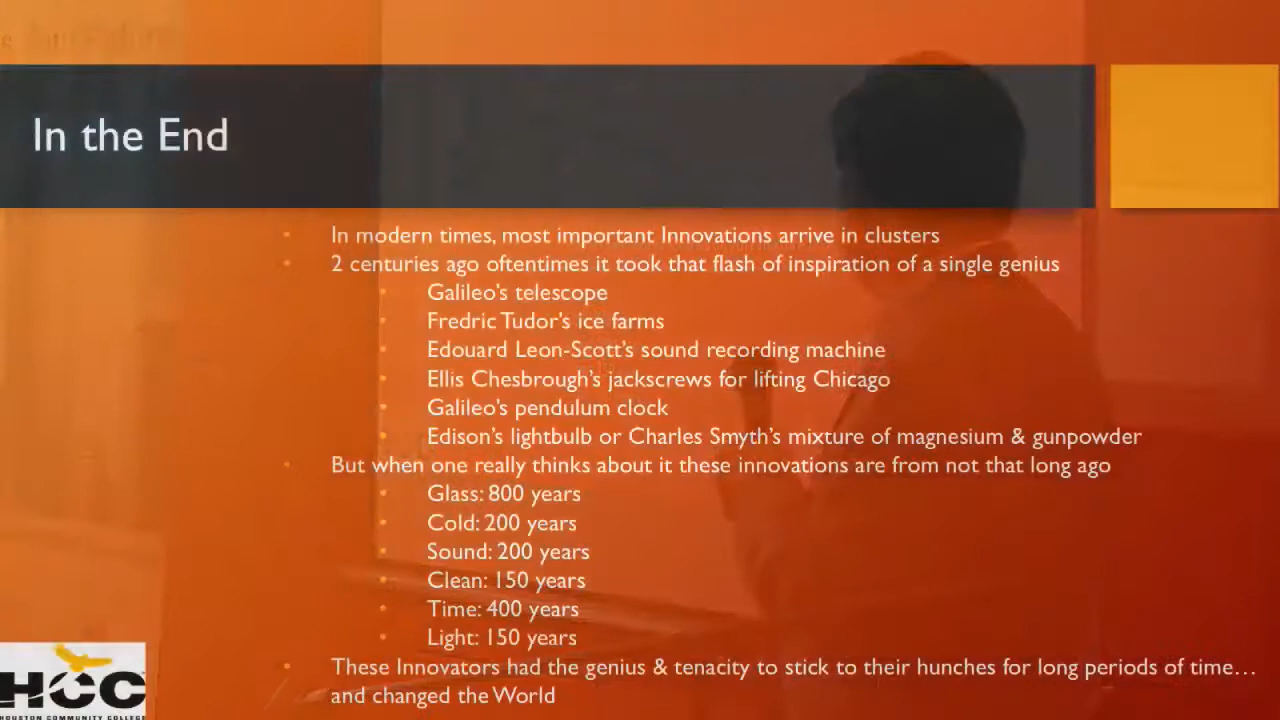 In the End
In modern times, most important Innovations arrive in clusters
2 centuries ago oftentimes it took that flash of inspiration of a single genius
Galileo's telescope
Fredric Tudor's ice farms
Edouard Leon-Scott's sound recording machine
Ellis Chesbrough's jackscrews for lifting Chicago
Galileo's pendulum clock
Edison's lightbulb or Charles Smyth's mixture of magnesium & gunpowder
But when one really thinks about it these innovations are from not that long ago
Glass: 800 years
Cold: 200 years
Sound: 200 years
Clean: 150 years
Time: 400 years
Light: 150 years
These Innovators had the genius & tenacity to stick to their hunches for long periods of time…
and changed the World
HCC
HOUSTON COMMUNITY COLLEGE